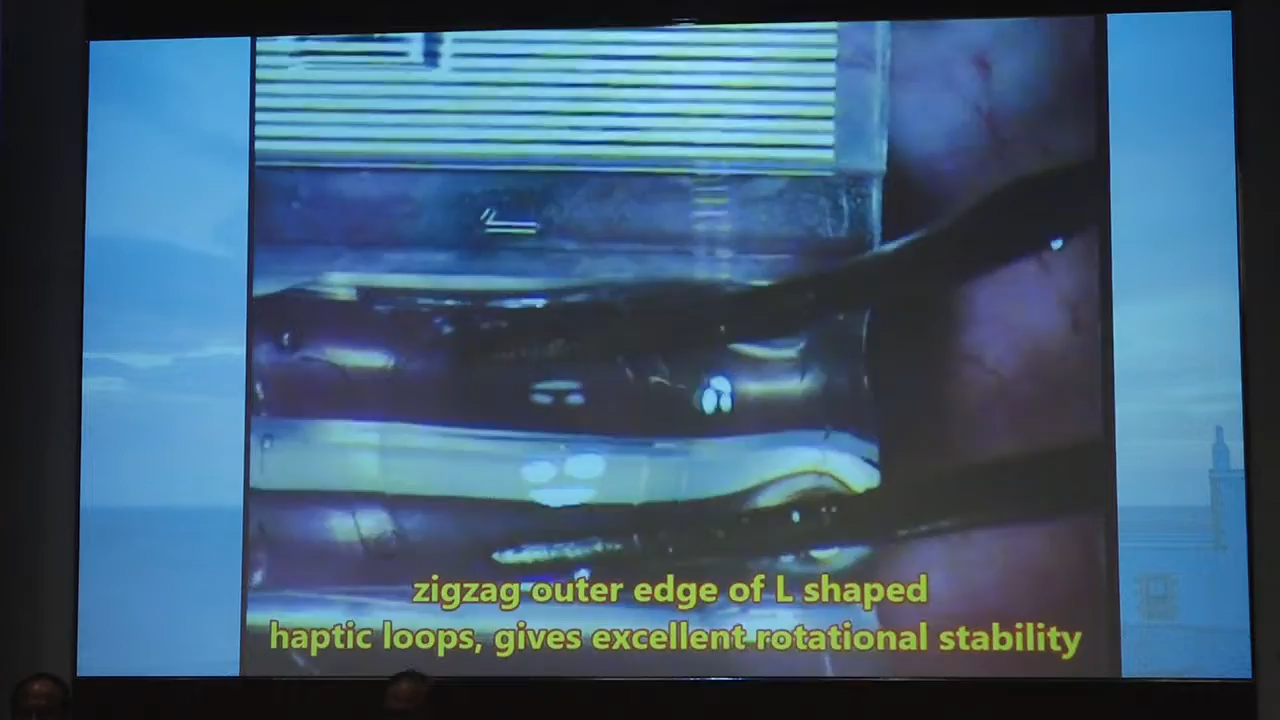 zigzag outer edge of L shaped
haptic loops, gives excellent rotational stability